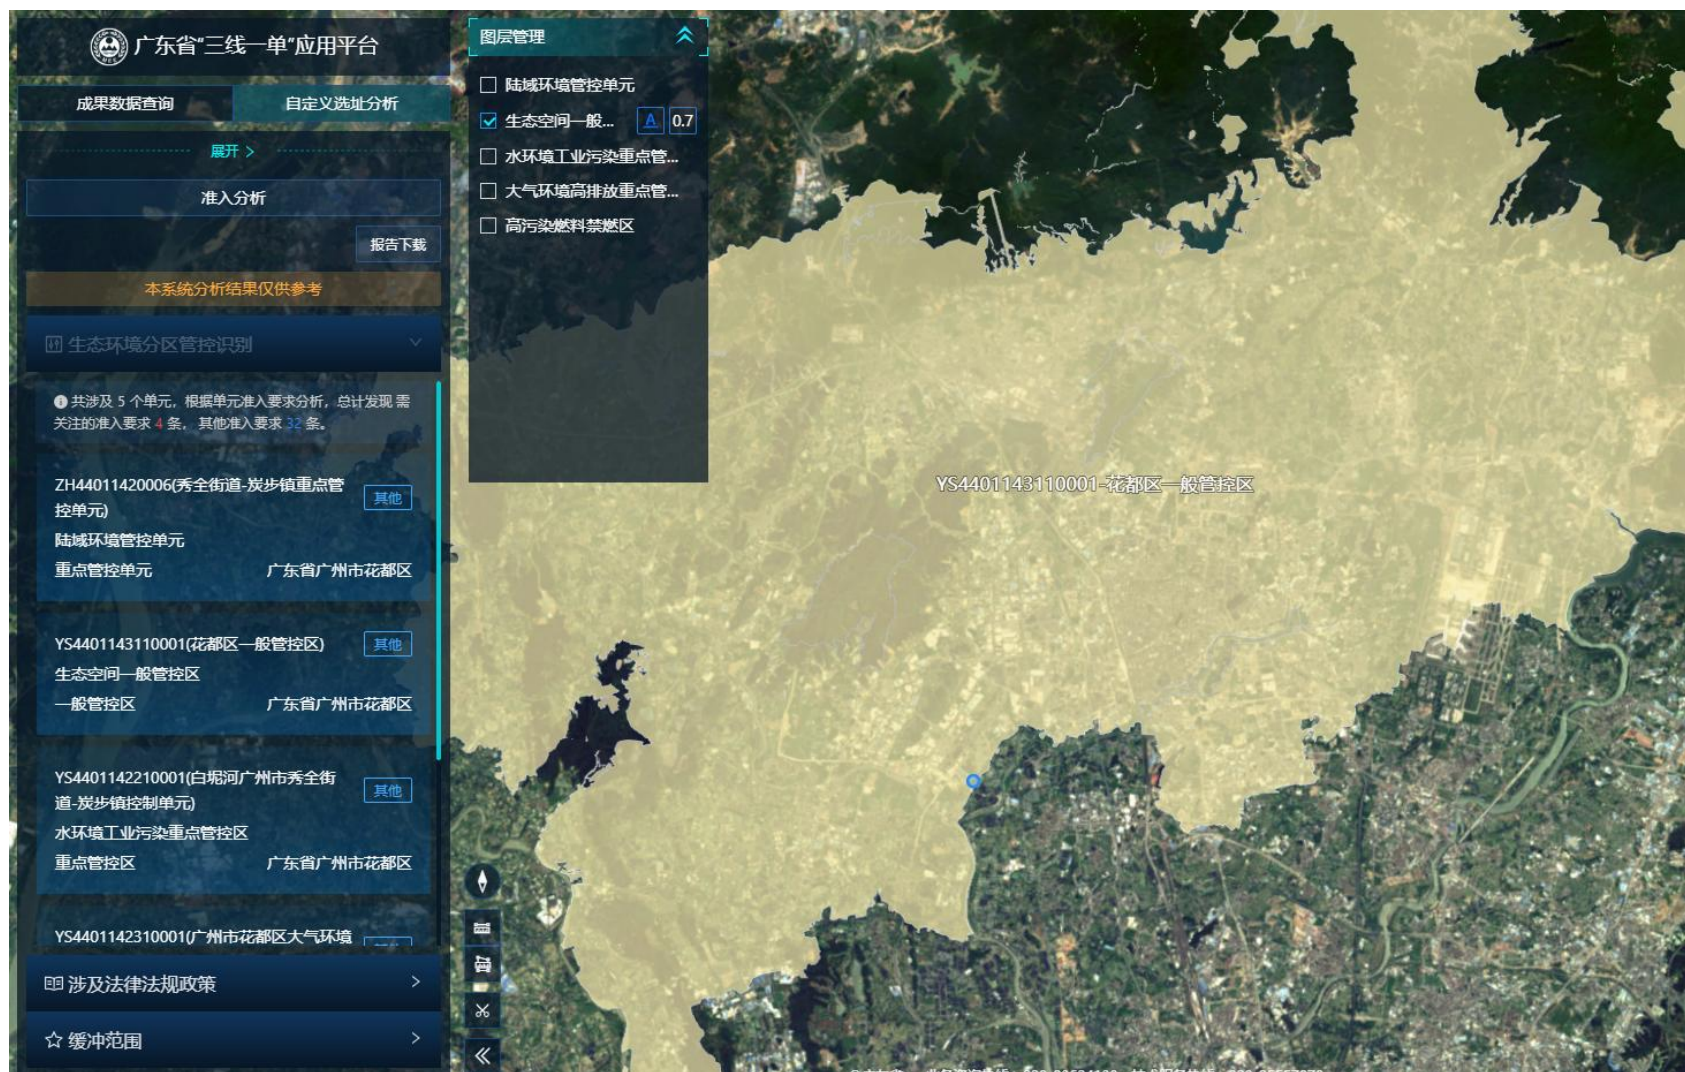 广东省“三线一单”应用平台
成果数据查询
自定义选址分析
展开 >
准入分析
报告下载
本系统分析结果仅供参考
生态环境分区管控识别
共涉及 5 个单元，根据单元准入要求分析，总计发现 需
关注的准入要求 4 条， 其他准入要求 32 条。
ZH44011420006(秀全街道-炭步镇重点管
控单元)
其他
陆域环境管控单元
重点管控单元
广东省广州市花都区
YS4401143110001(花都区一般管控区)
其他
生态空间一般管控区
一般管控区
广东省广州市花都区
YS4401142210001(白坭河广州市秀全街
道-炭步镇控制单元)
其他
水环境工业污染重点管控区
重点管控区
广东省广州市花都区
YS4401142310001(广州市花都区大气环境
涉及法律法规政策
缓冲范围
图层管理
陆域环境管控单元
生态空间一般...
A
0.7
水环境工业污染重点管...
大气环境高排放重点管...
高污染燃料禁燃区
YS4401143110001-花都区一般管控区